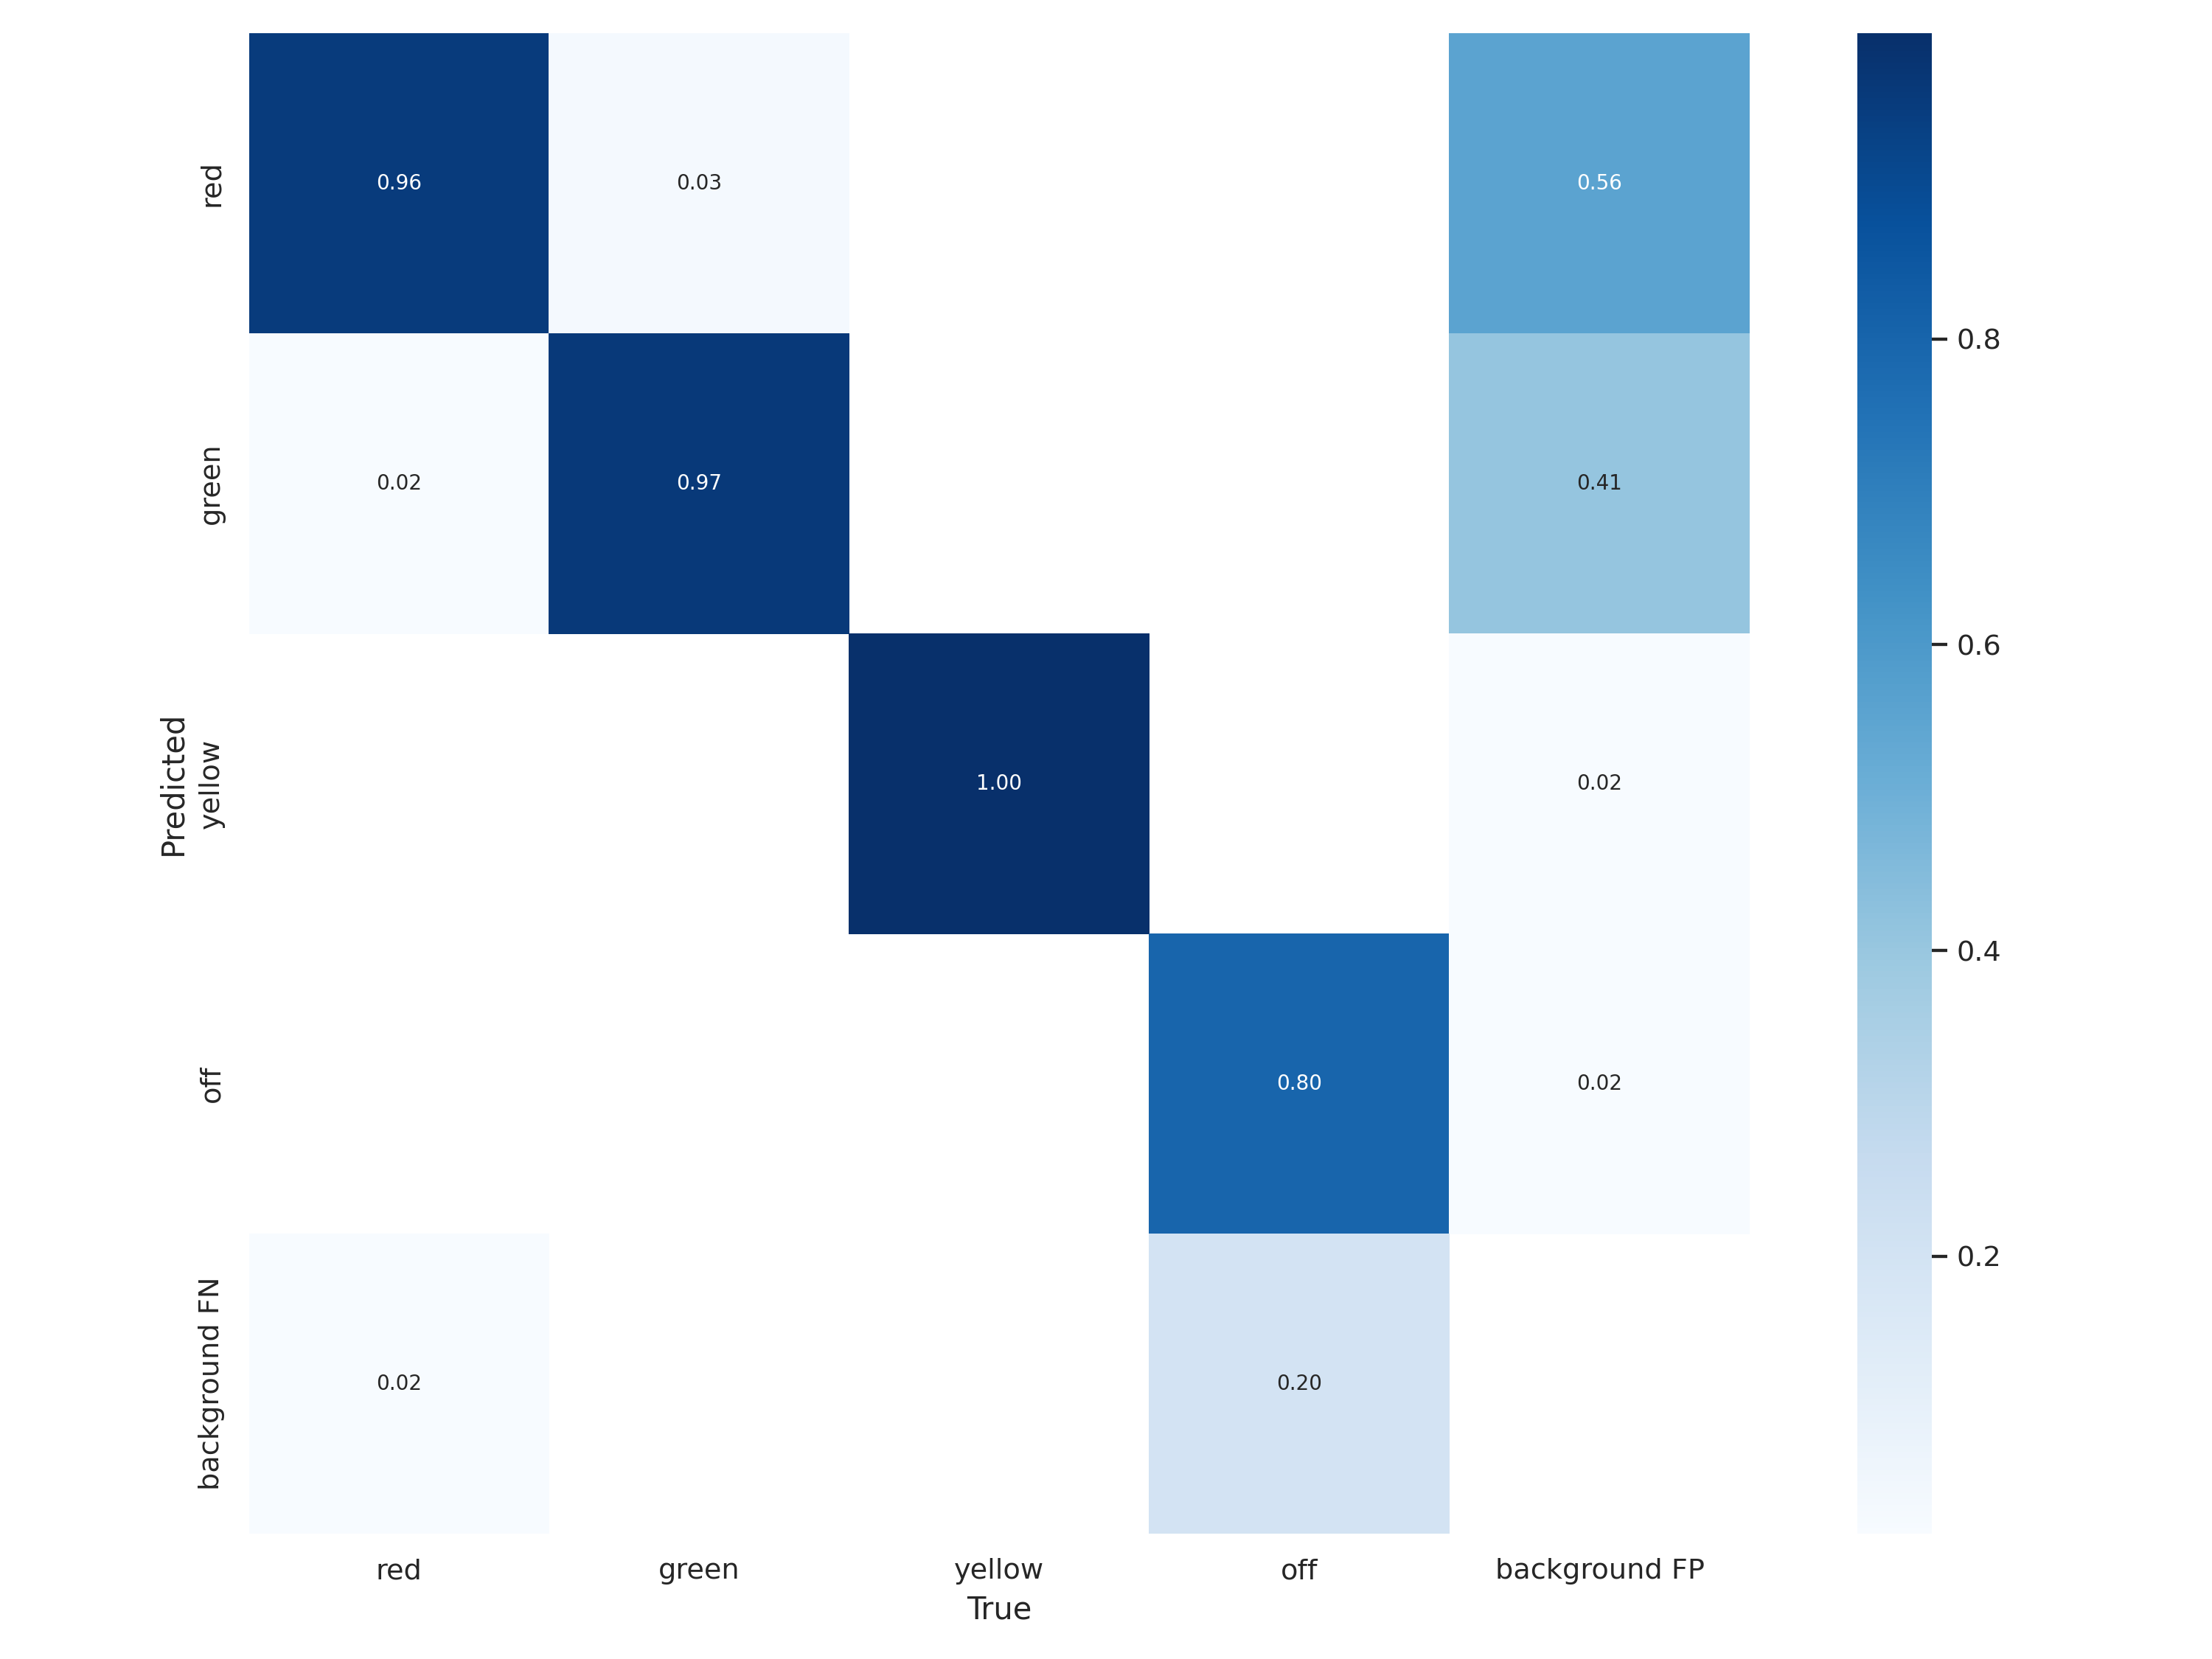 red 0.96 0.03 0.56
green 0.02 0.97 0.41
Predicted
yellow 1.00 0.02
off 0.80 0.02
background FN 0.02 0.20
red green yellow off background FP
True
0.8
0.6
0.4
0.2